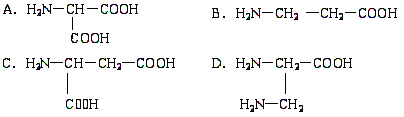 A. H₂N—CH—COOH
COOH
B. H₂N—CH₂—CH₂—COOH
C. H₂N—CH—CH₂—COOH
COOH
D. H₂N—CH—COOH
H₂N—CH₂